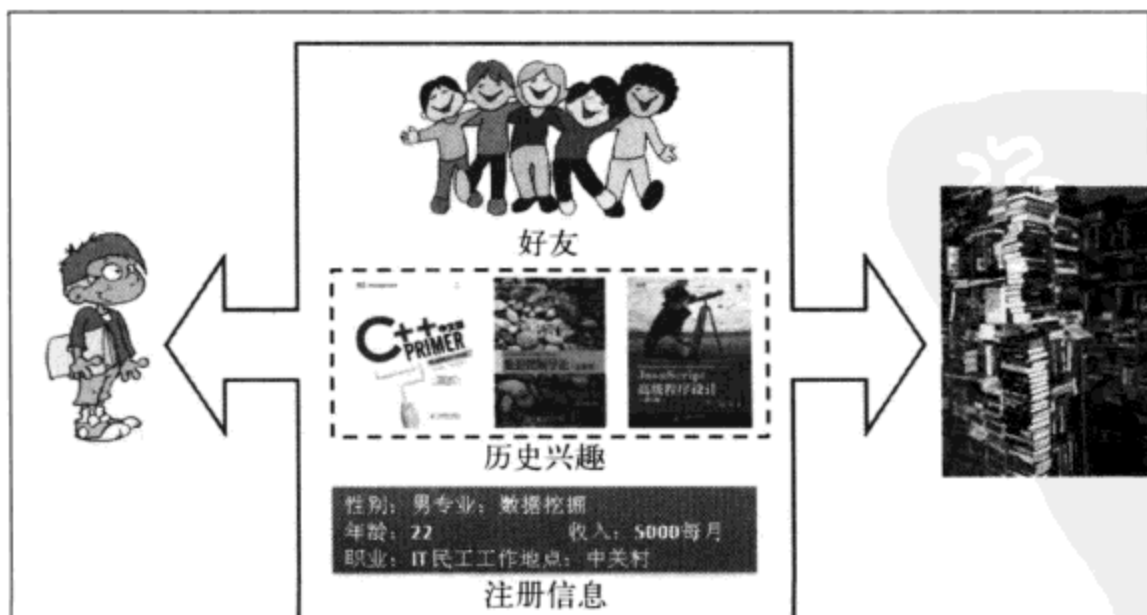 好友
C++
PRIMER
JavaScript
高级程序设计
历史兴趣
性别：男专业：数据挖掘
年龄：22 收入：5000每月
职业：IT民工工作地点：中关村
注册信息